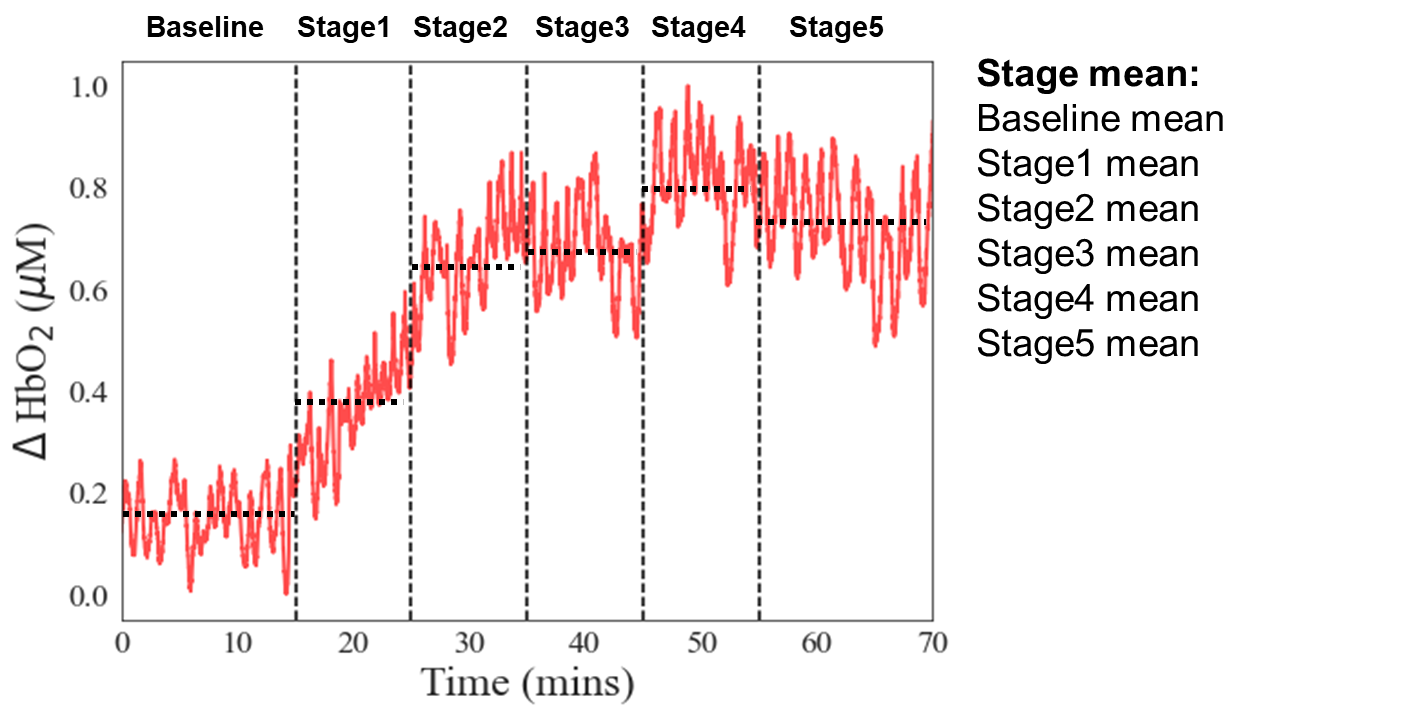 Baseline Stage1 Stage2 Stage3 Stage4 Stage5
Stage mean:
Baseline mean
Stage1 mean
Stage2 mean
Stage3 mean
Stage4 mean
Stage5 mean
Δ HbO₂ (μM)
1.0
0.8
0.6
0.4
0.2
0.0
0 10 20 30 40 50 60 70
Time (mins)